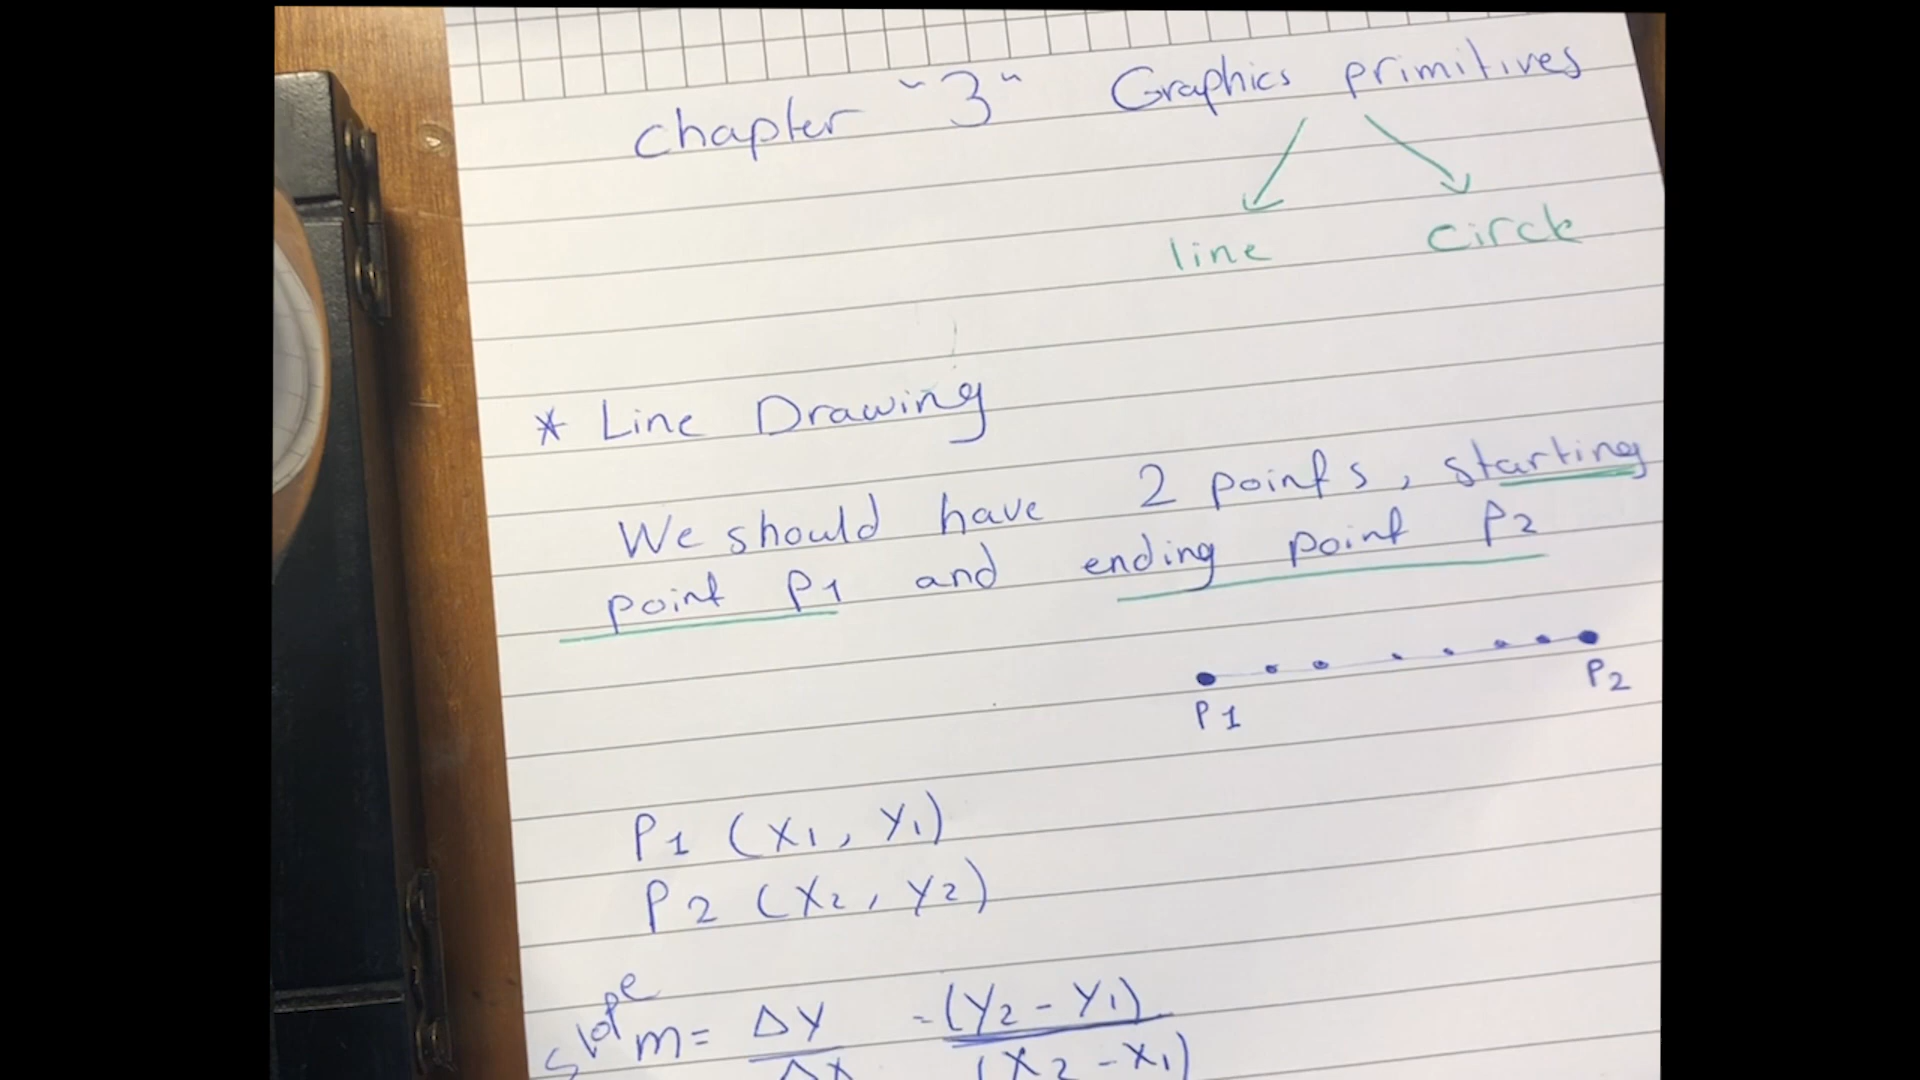 chapter "3" Graphics primitives
line circle
* Line Drawing
We should have 2 points, starting
point P1 and ending point P2
P1 P2
P1 (X1, Y1)
P2 (X2, Y2)
slope m = ΔY = (Y2 - Y1)
ΔX (X2 - X1)